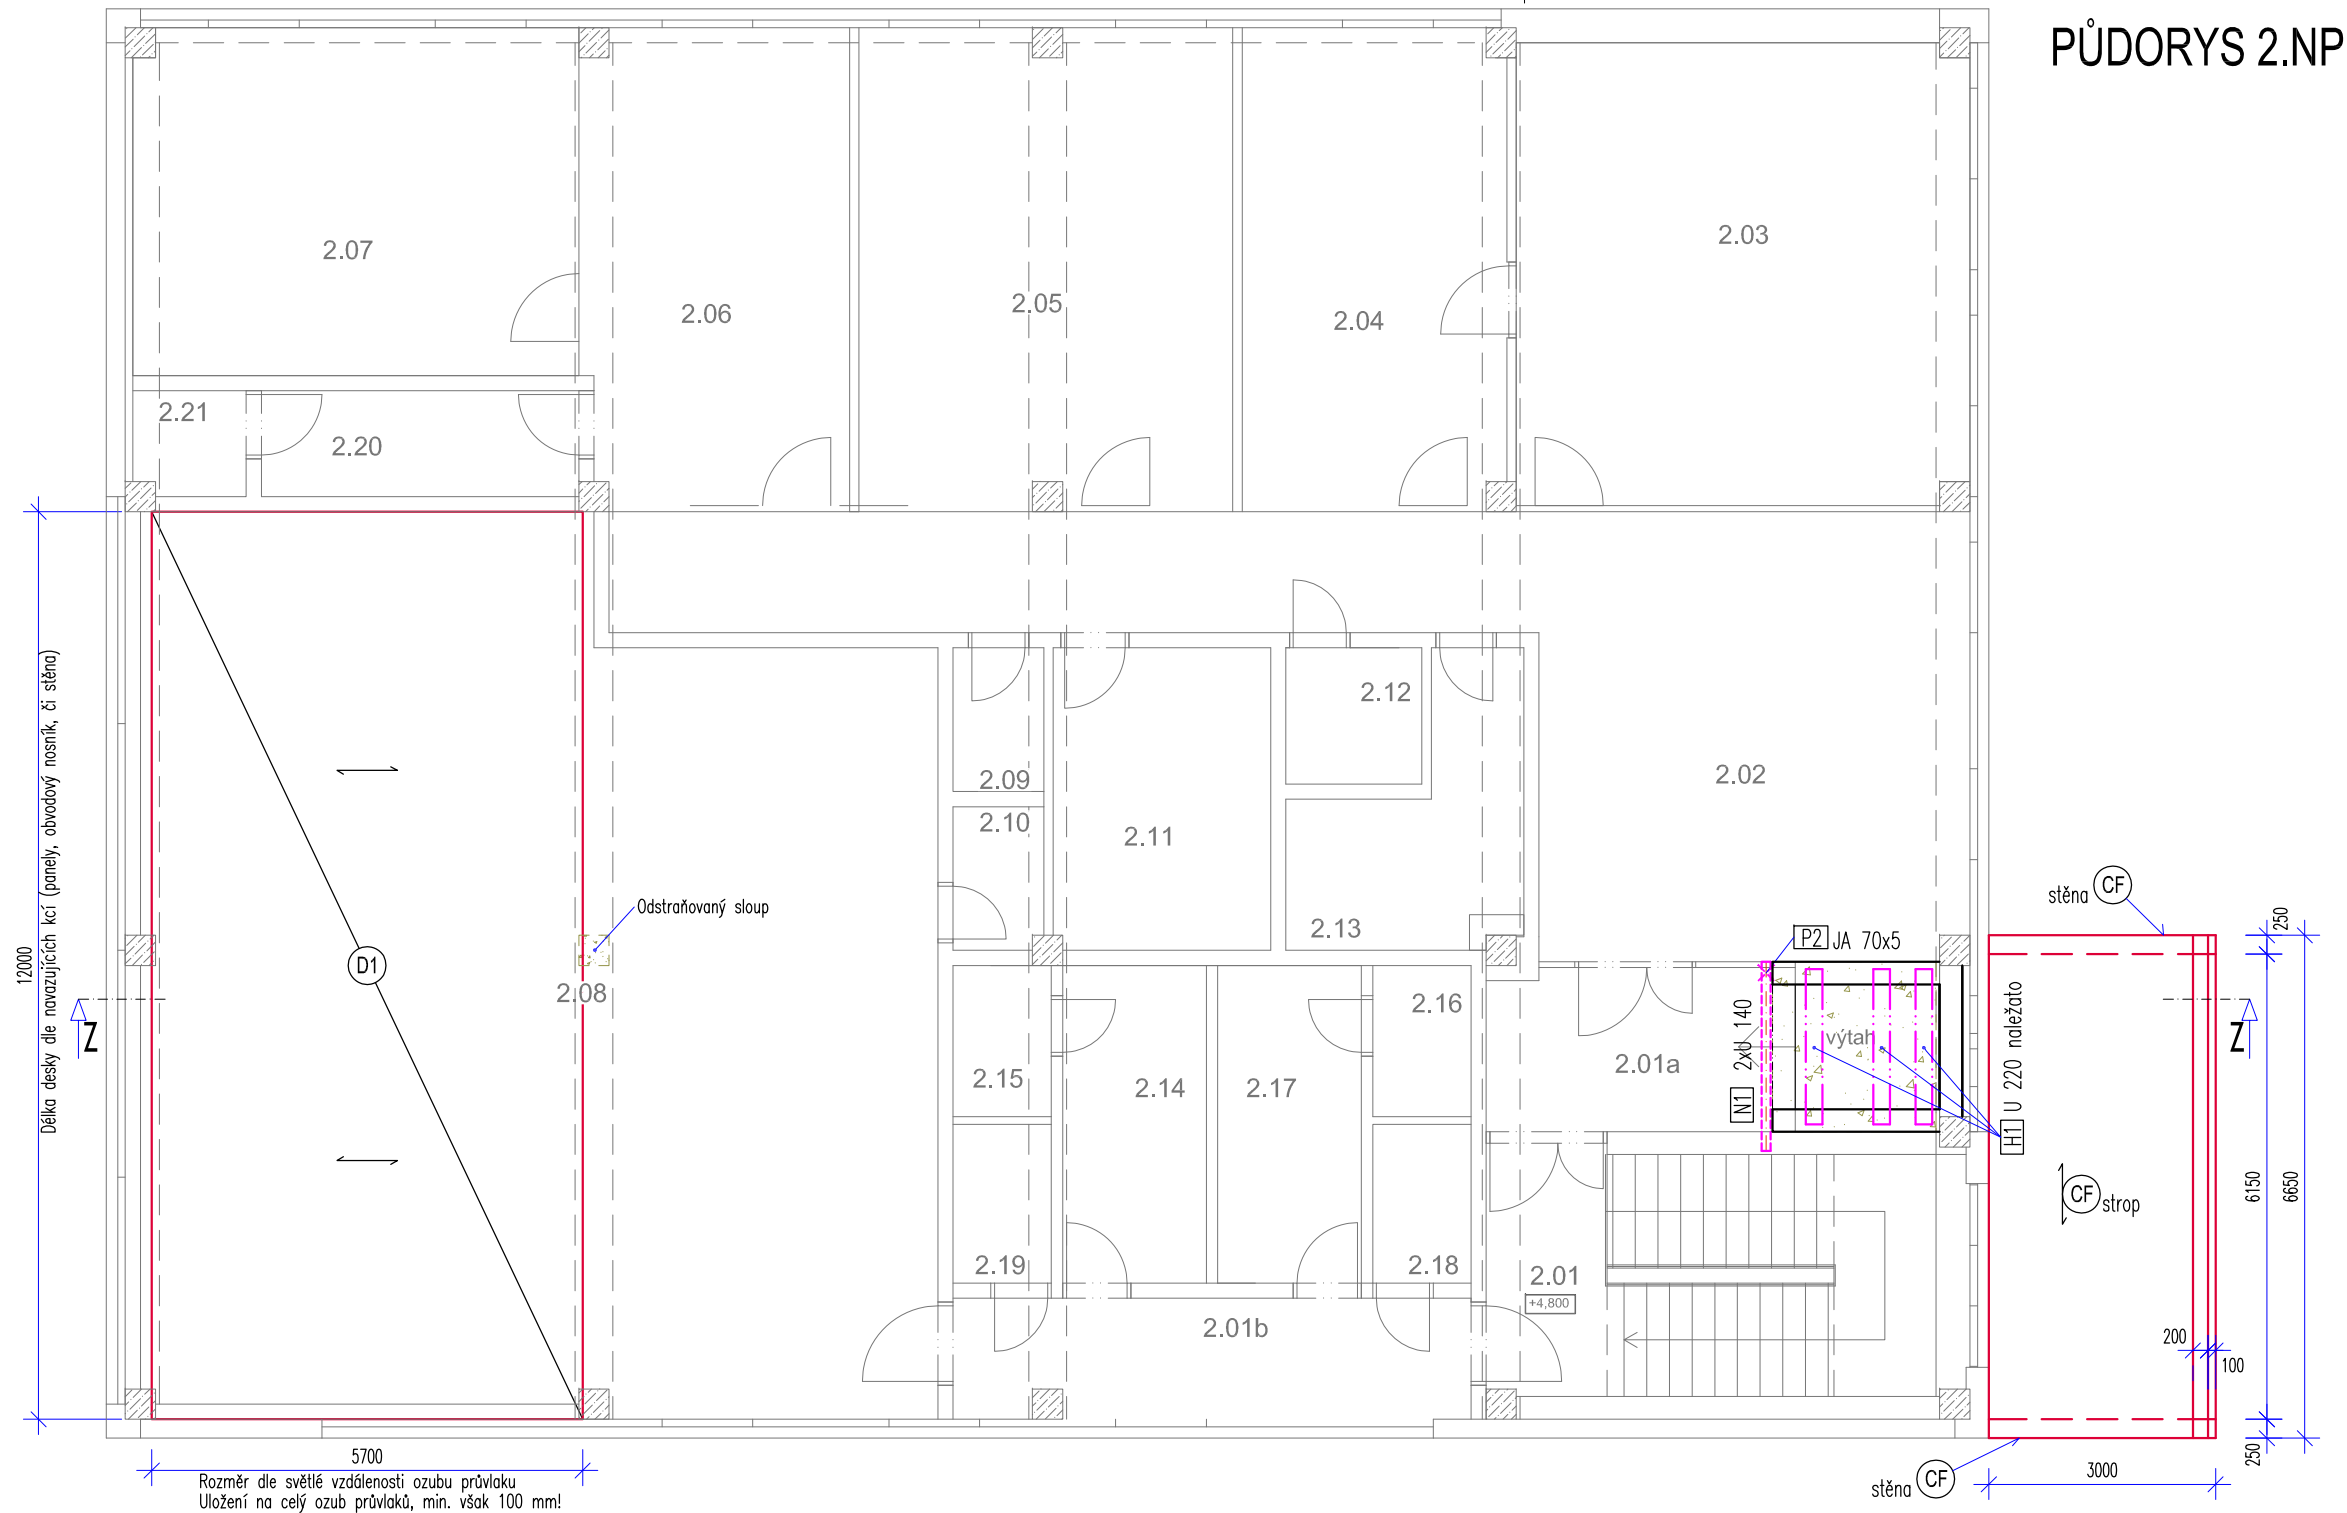 PŮDORYS 2.NP
2.07
2.06
2.05
2.04
2.03
2.21
2.20
12000
Délka desky dle navazujících kcí (panely, obvodový nosník, či stěna)
D1
Odstraňovaný sloup
2.08
2.09
2.10
2.11
2.12
2.13
2.02
P2 JA 70x5
N1 2xU 140
výtah
H1 U 220 naležato
2.01a
2.14
2.15
2.16
2.17
2.18
2.19
2.01
+4,800
2.01b
stěna CF
CF strop
stěna CF
250
6150
6650
250
200
100
3000
Z
Z
5700
Rozměr dle světlé vzdálenosti ozubu průvlaku
Uložení na celý ozub průvlaků, min. však 100 mm!